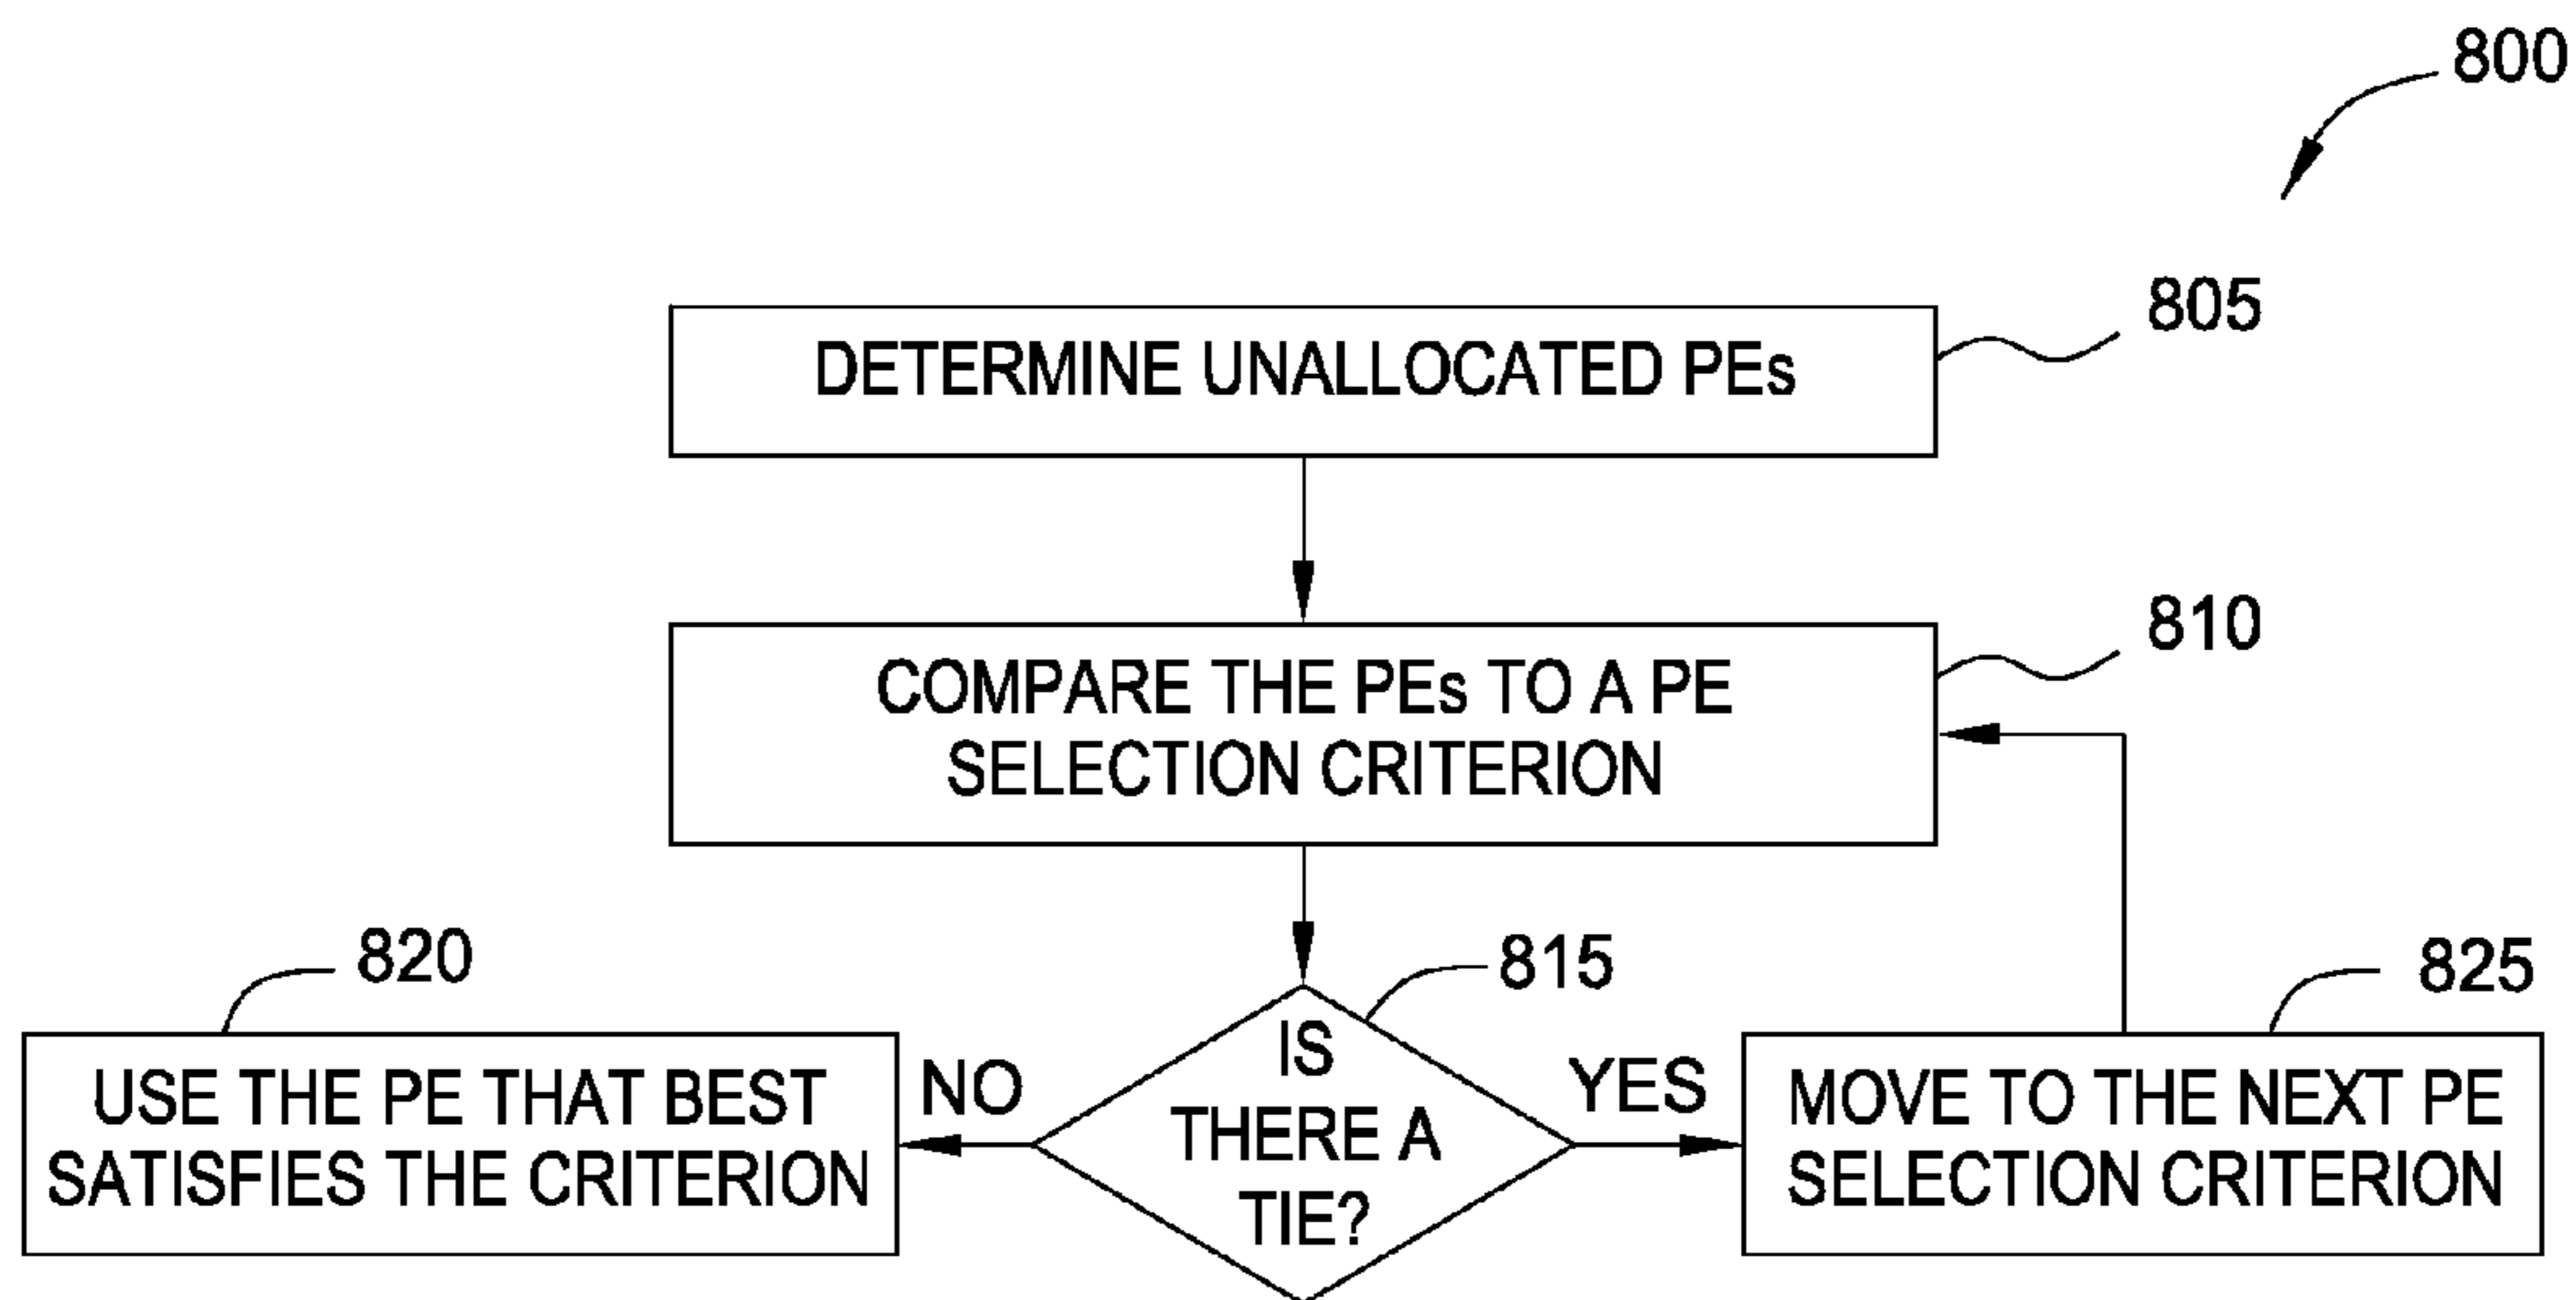 800
805
DETERMINE UNALLOCATED PEs
810
COMPARE THE PEs TO A PE
SELECTION CRITERION
815
820
825
IS
THERE A
TIE?
NO
YES
USE THE PE THAT BEST
SATISFIES THE CRITERION
MOVE TO THE NEXT PE
SELECTION CRITERION